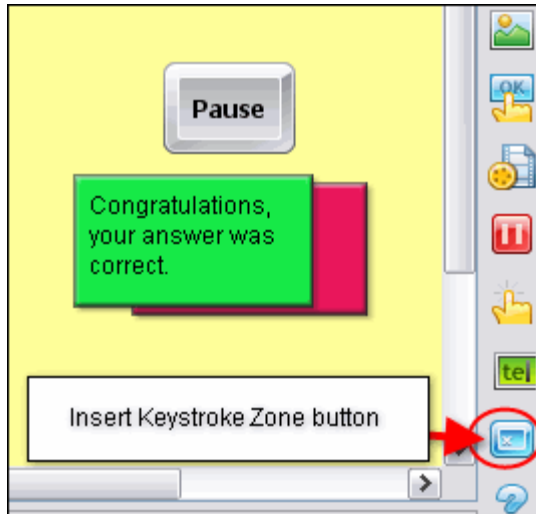 OK
Pause
Congratulations,
your answer was
correct.
te
Insert Keystroke Zone button